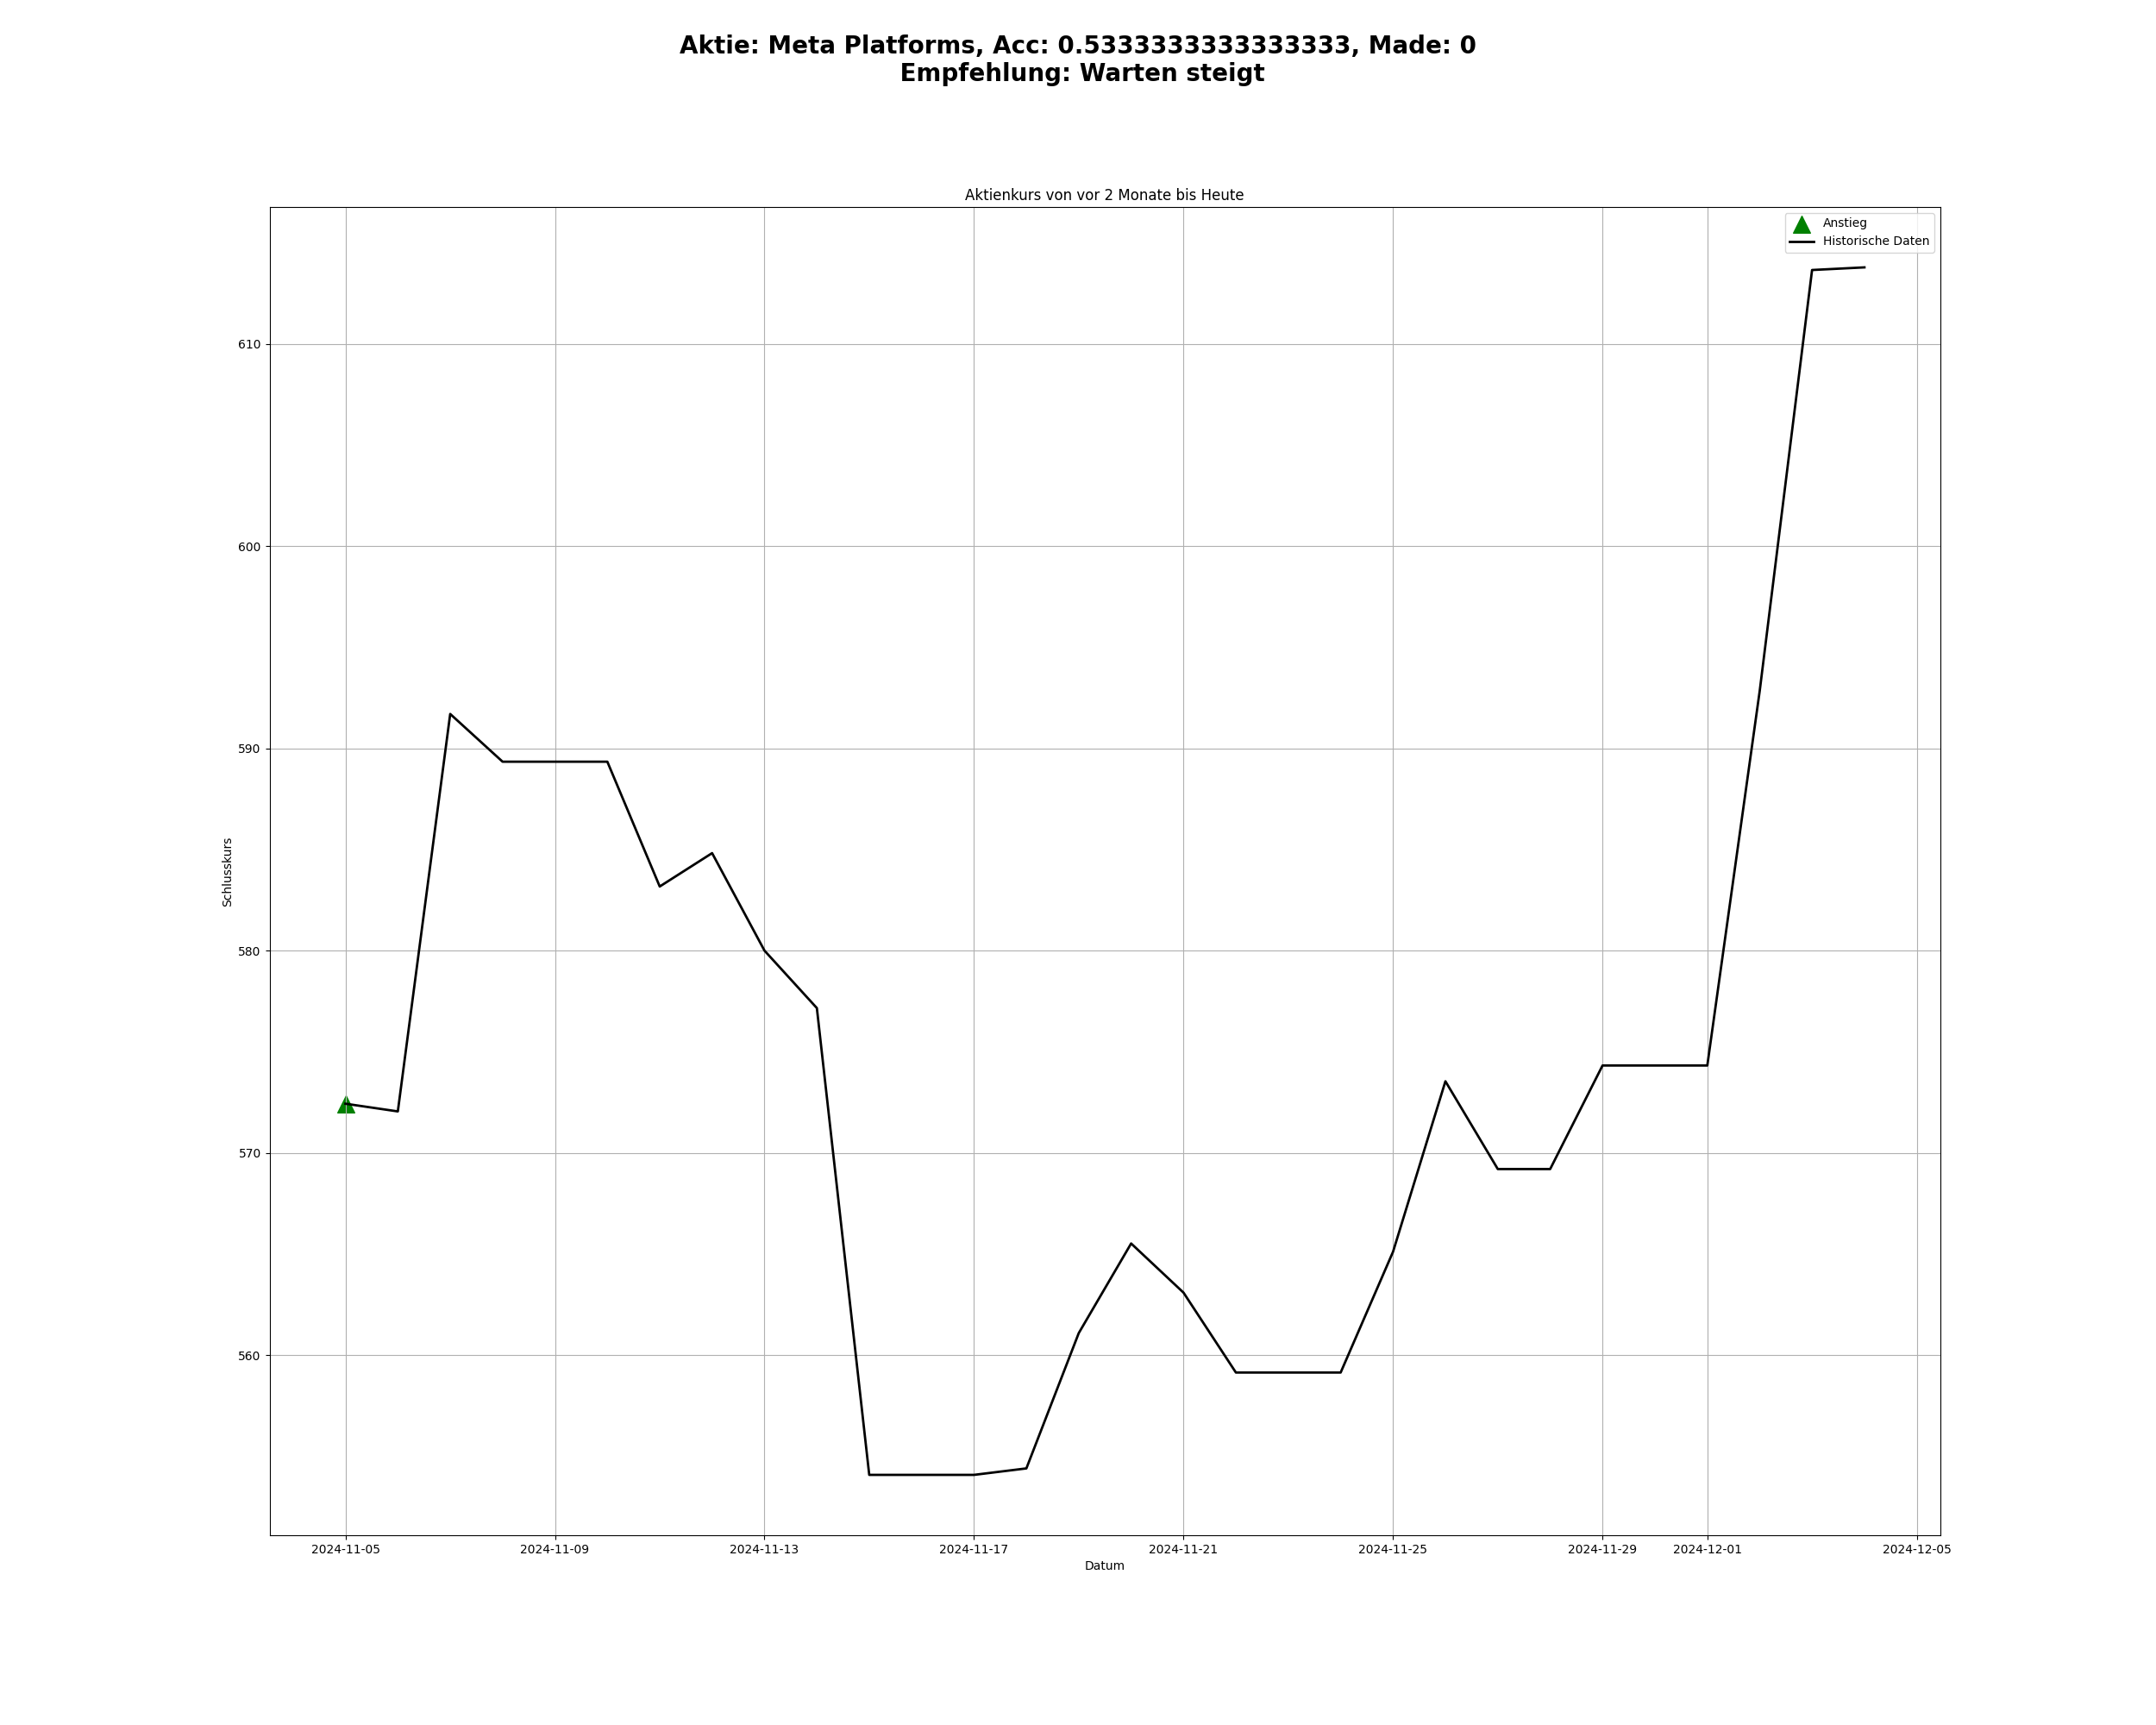 Aktie: Meta Platforms, Acc: 0.5333333333333333, Made: 0
Empfehlung: Warten steigt
Aktienkurs von vor 2 Monate bis Heute
Anstieg
Historische Daten
610
600
590
580
570
560
Schlusskurs
2024-11-05 2024-11-09 2024-11-13 2024-11-17 2024-11-21 2024-11-25 2024-11-29 2024-12-01 2024-12-05
Datum